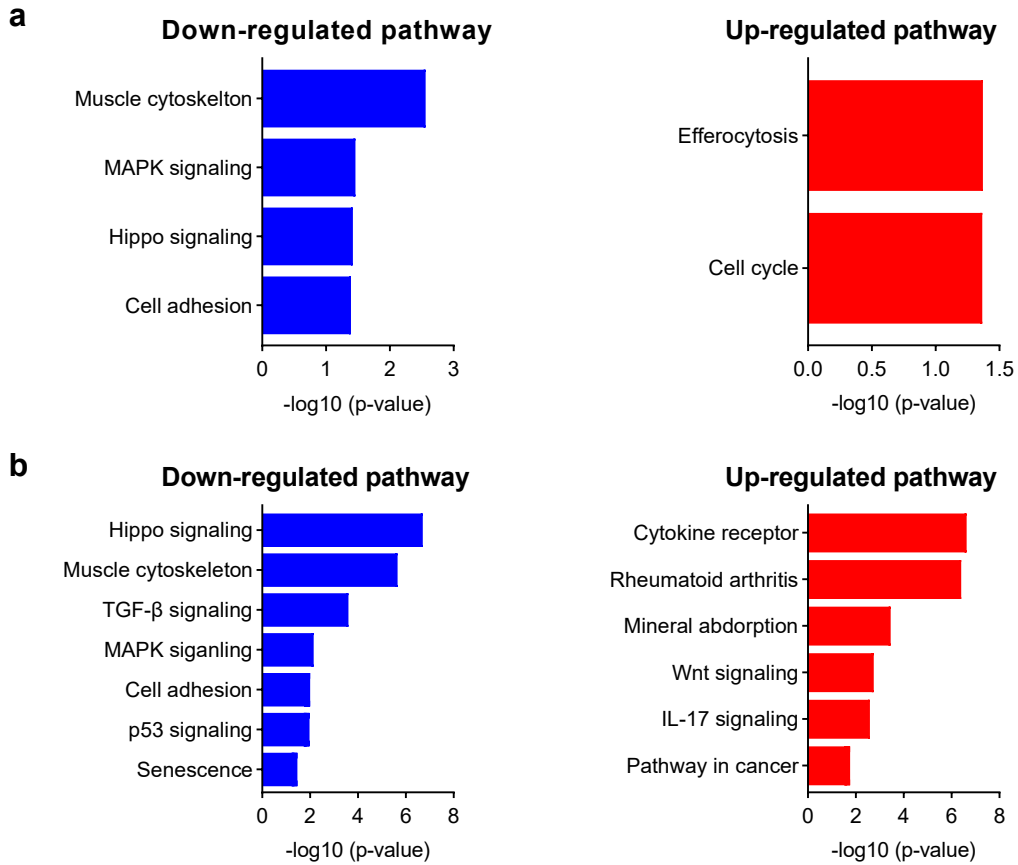 a
Down-regulated pathway
Muscle cytoskelton
MAPK signaling
Hippo signaling
Cell adhesion
0 1 2 3
-log10 (p-value)
Up-regulated pathway
Efferocytosis
Cell cycle
0.0 0.5 1.0 1.5
-log10 (p-value)
b
Down-regulated pathway
Hippo signaling
Muscle cytoskeleton
TGF-β signaling
MAPK siganling
Cell adhesion
p53 signaling
Senescence
0 2 4 6 8
-log10 (p-value)
Up-regulated pathway
Cytokine receptor
Rheumatoid arthritis
Mineral abdorption
Wnt signaling
IL-17 signaling
Pathway in cancer
0 2 4 6 8
-log10 (p-value)